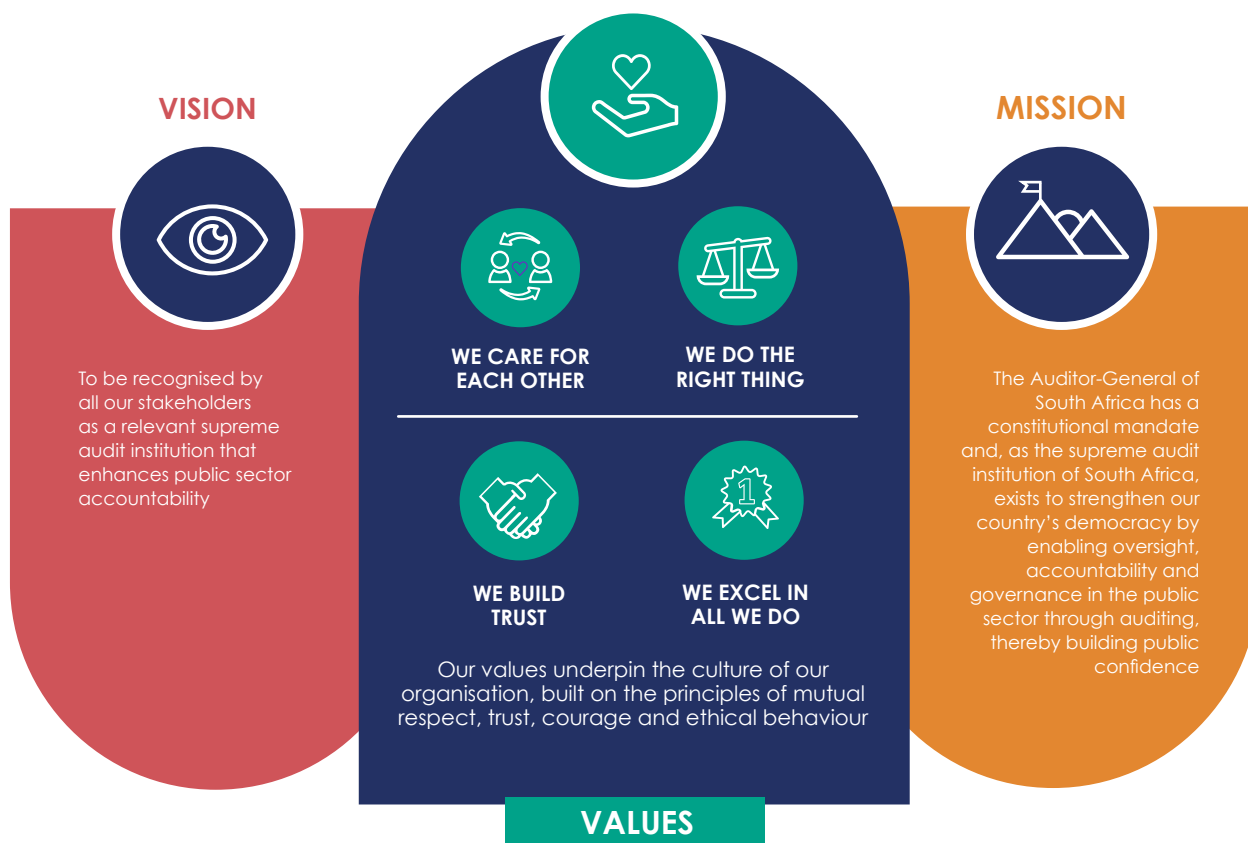 VISION
To be recognised by
all our stakeholders
as a relevant supreme
audit institution that
enhances public sector
accountability
WE CARE FOR
EACH OTHER
WE DO THE
RIGHT THING
WE BUILD
TRUST
1
WE EXCEL IN
ALL WE DO
Our values underpin the culture of our
organisation, built on the principles of mutual
respect, trust, courage and ethical behaviour
VALUES
MISSION
The Auditor-General of
South Africa has a
constitutional mandate
and, as the supreme audit
institution of South Africa,
exists to strengthen our
country’s democracy by
enabling oversight,
accountability and
governance in the public
sector through auditing,
thereby building public
confidence